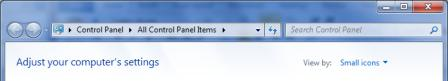 Control Panel All Control Panel Items Search Control Panel
Adjust your computer's settings View by: Small icons